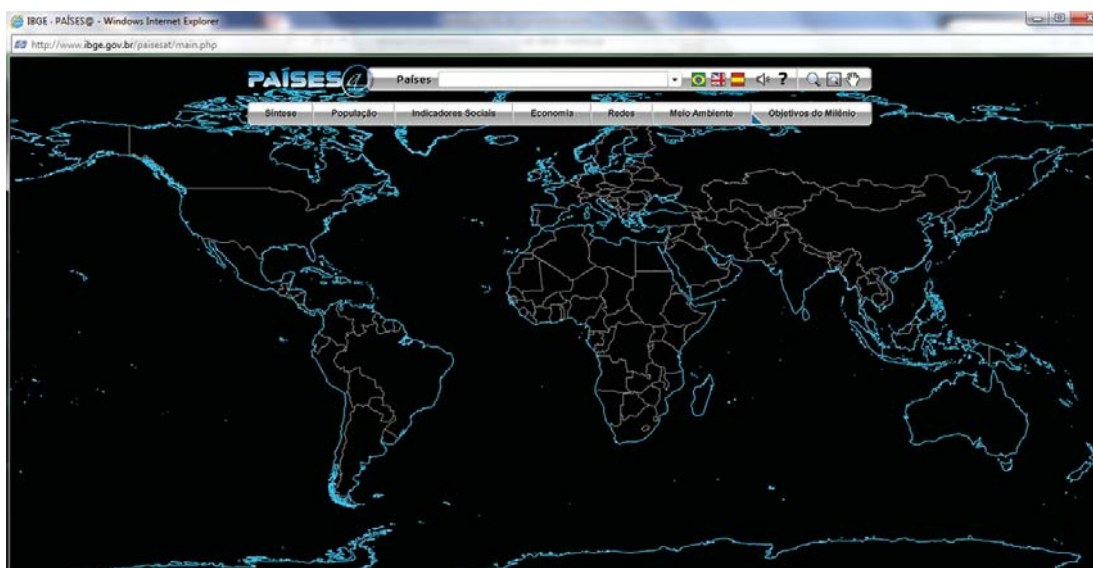 IBGE - PAÍSES@ - Windows Internet Explorer
http://www.ibge.gov.br/paisesat/main.php
PAÍSES@ Países
Síntese População Indicadores Sociais Economia Redes Meio Ambiente Objetivos do Milênio